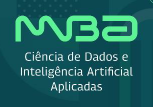 MBA
Ciência de Dados e
Inteligência Artificial
Aplicadas